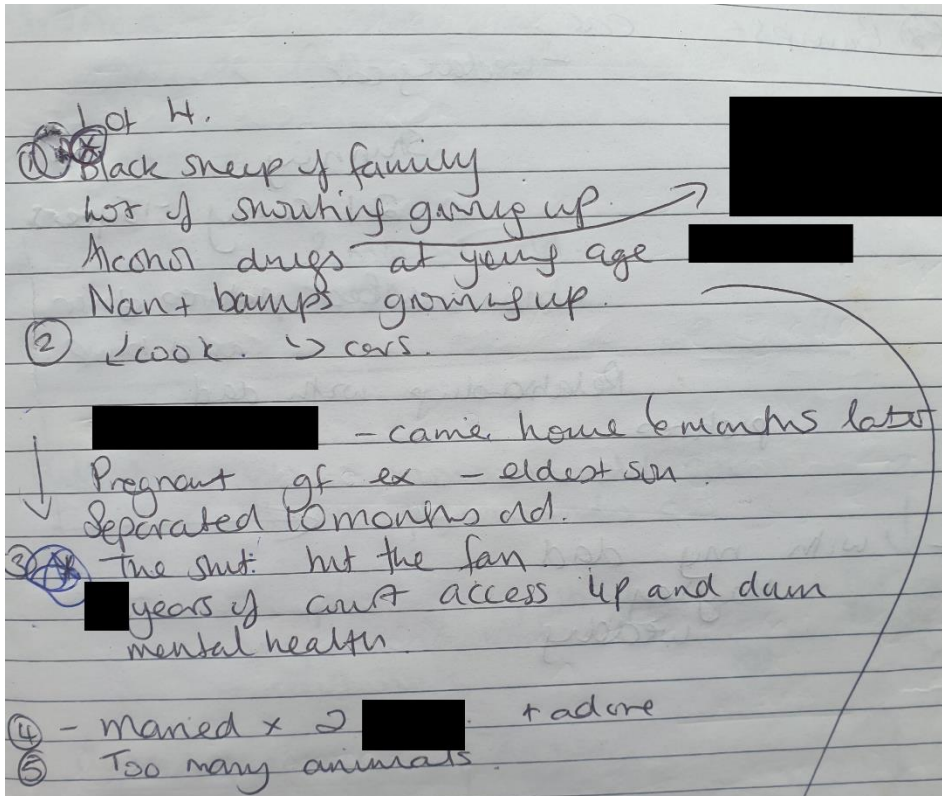 Lot 4.
① Black sheep of family
Lot of shouting growing up.
Alcohol drugs at young age
Nan + bamps growing up.
② ↙cook. ↘ cars.
- came home 6 months later
Pregnant gf ex - eldest son
Separated 10 months old.
3 The shit hit the fan
years of court access up and down
mental health
④ - married x 2 + adore
⑤ Too many animals.